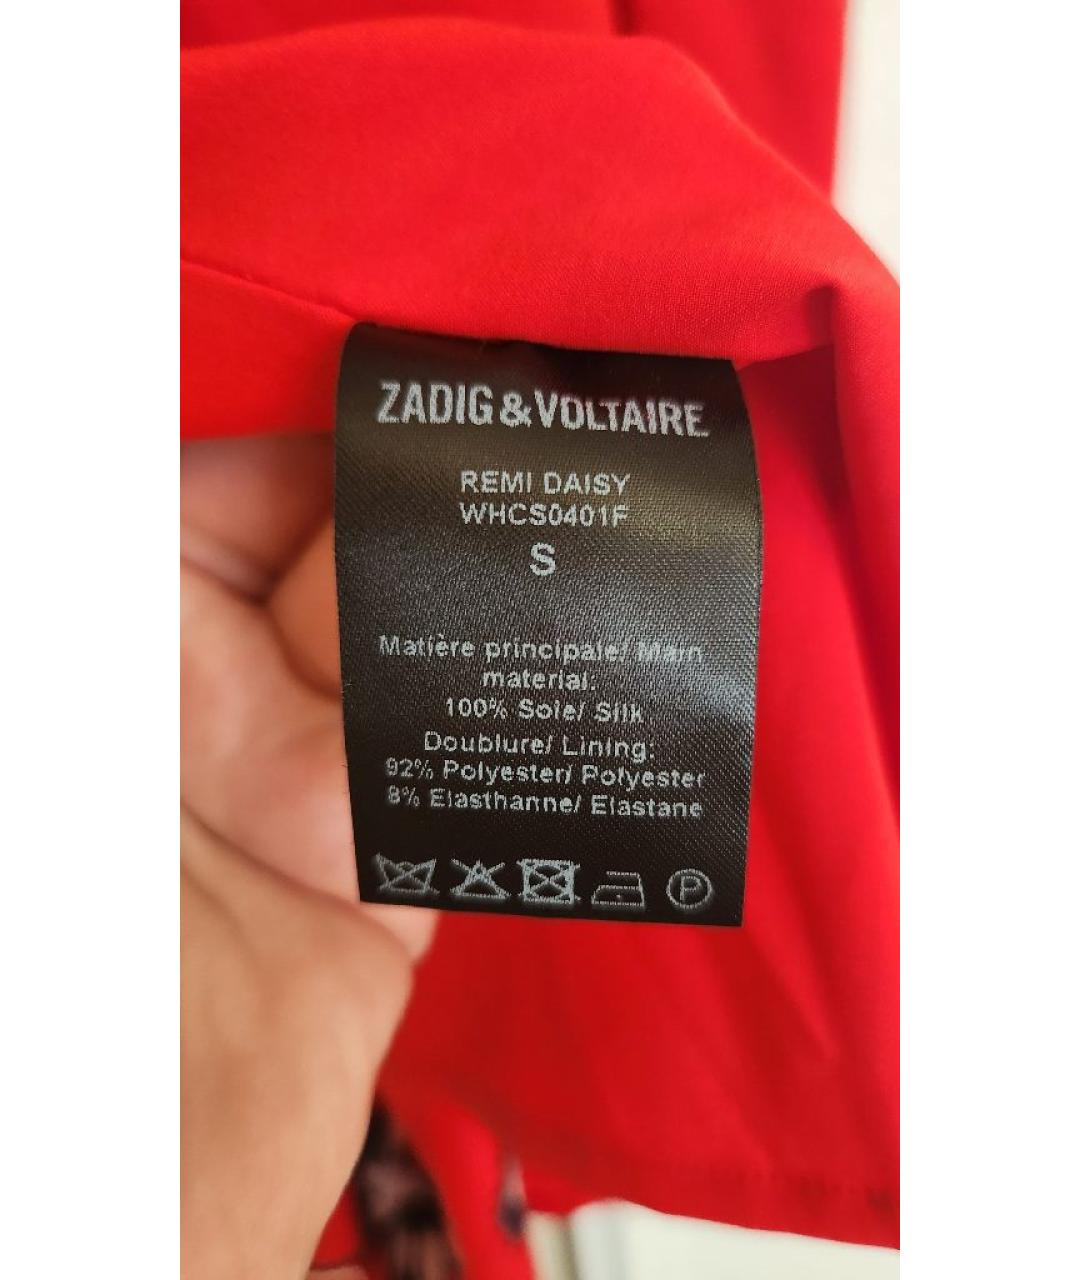 ZADIG&VOLTAIRE
REMI DAISY
WHCS0401F
S
Matière principale/ Main
material:
100% Soie/ Silk
Doublure/ Lining:
92% Polyester/ Polyester
8% Elasthanne/ Elastane
P